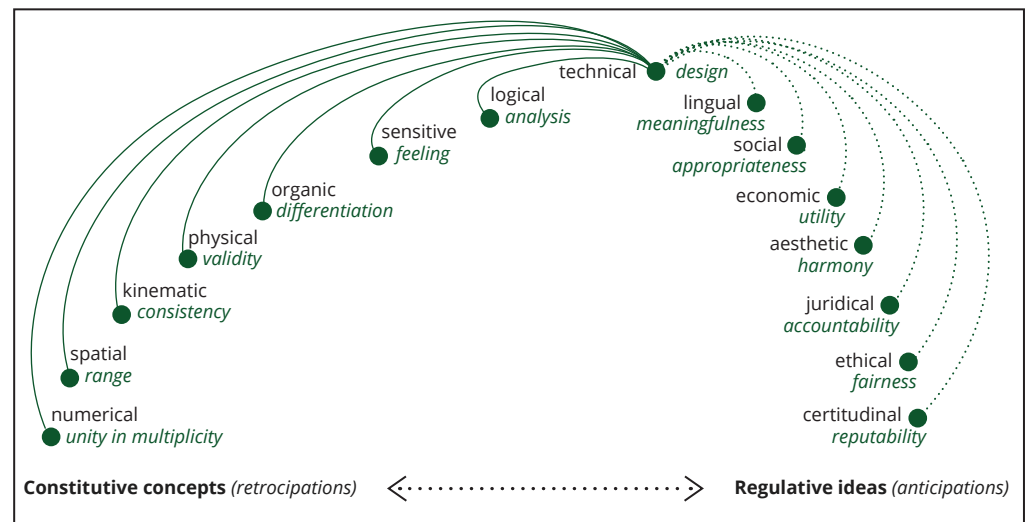 technical design
logical
analysis
sensitive
feeling
organic
differentiation
physical
validity
kinematic
consistency
spatial
range
numerical
unity in multiplicity
lingual
meaningfulness
social
appropriateness
economic
utility
aesthetic
harmony
juridical
accountability
ethical
fairness
certitudinal
reputability
Constitutive concepts (retrocipations)
Regulative ideas (anticipations)